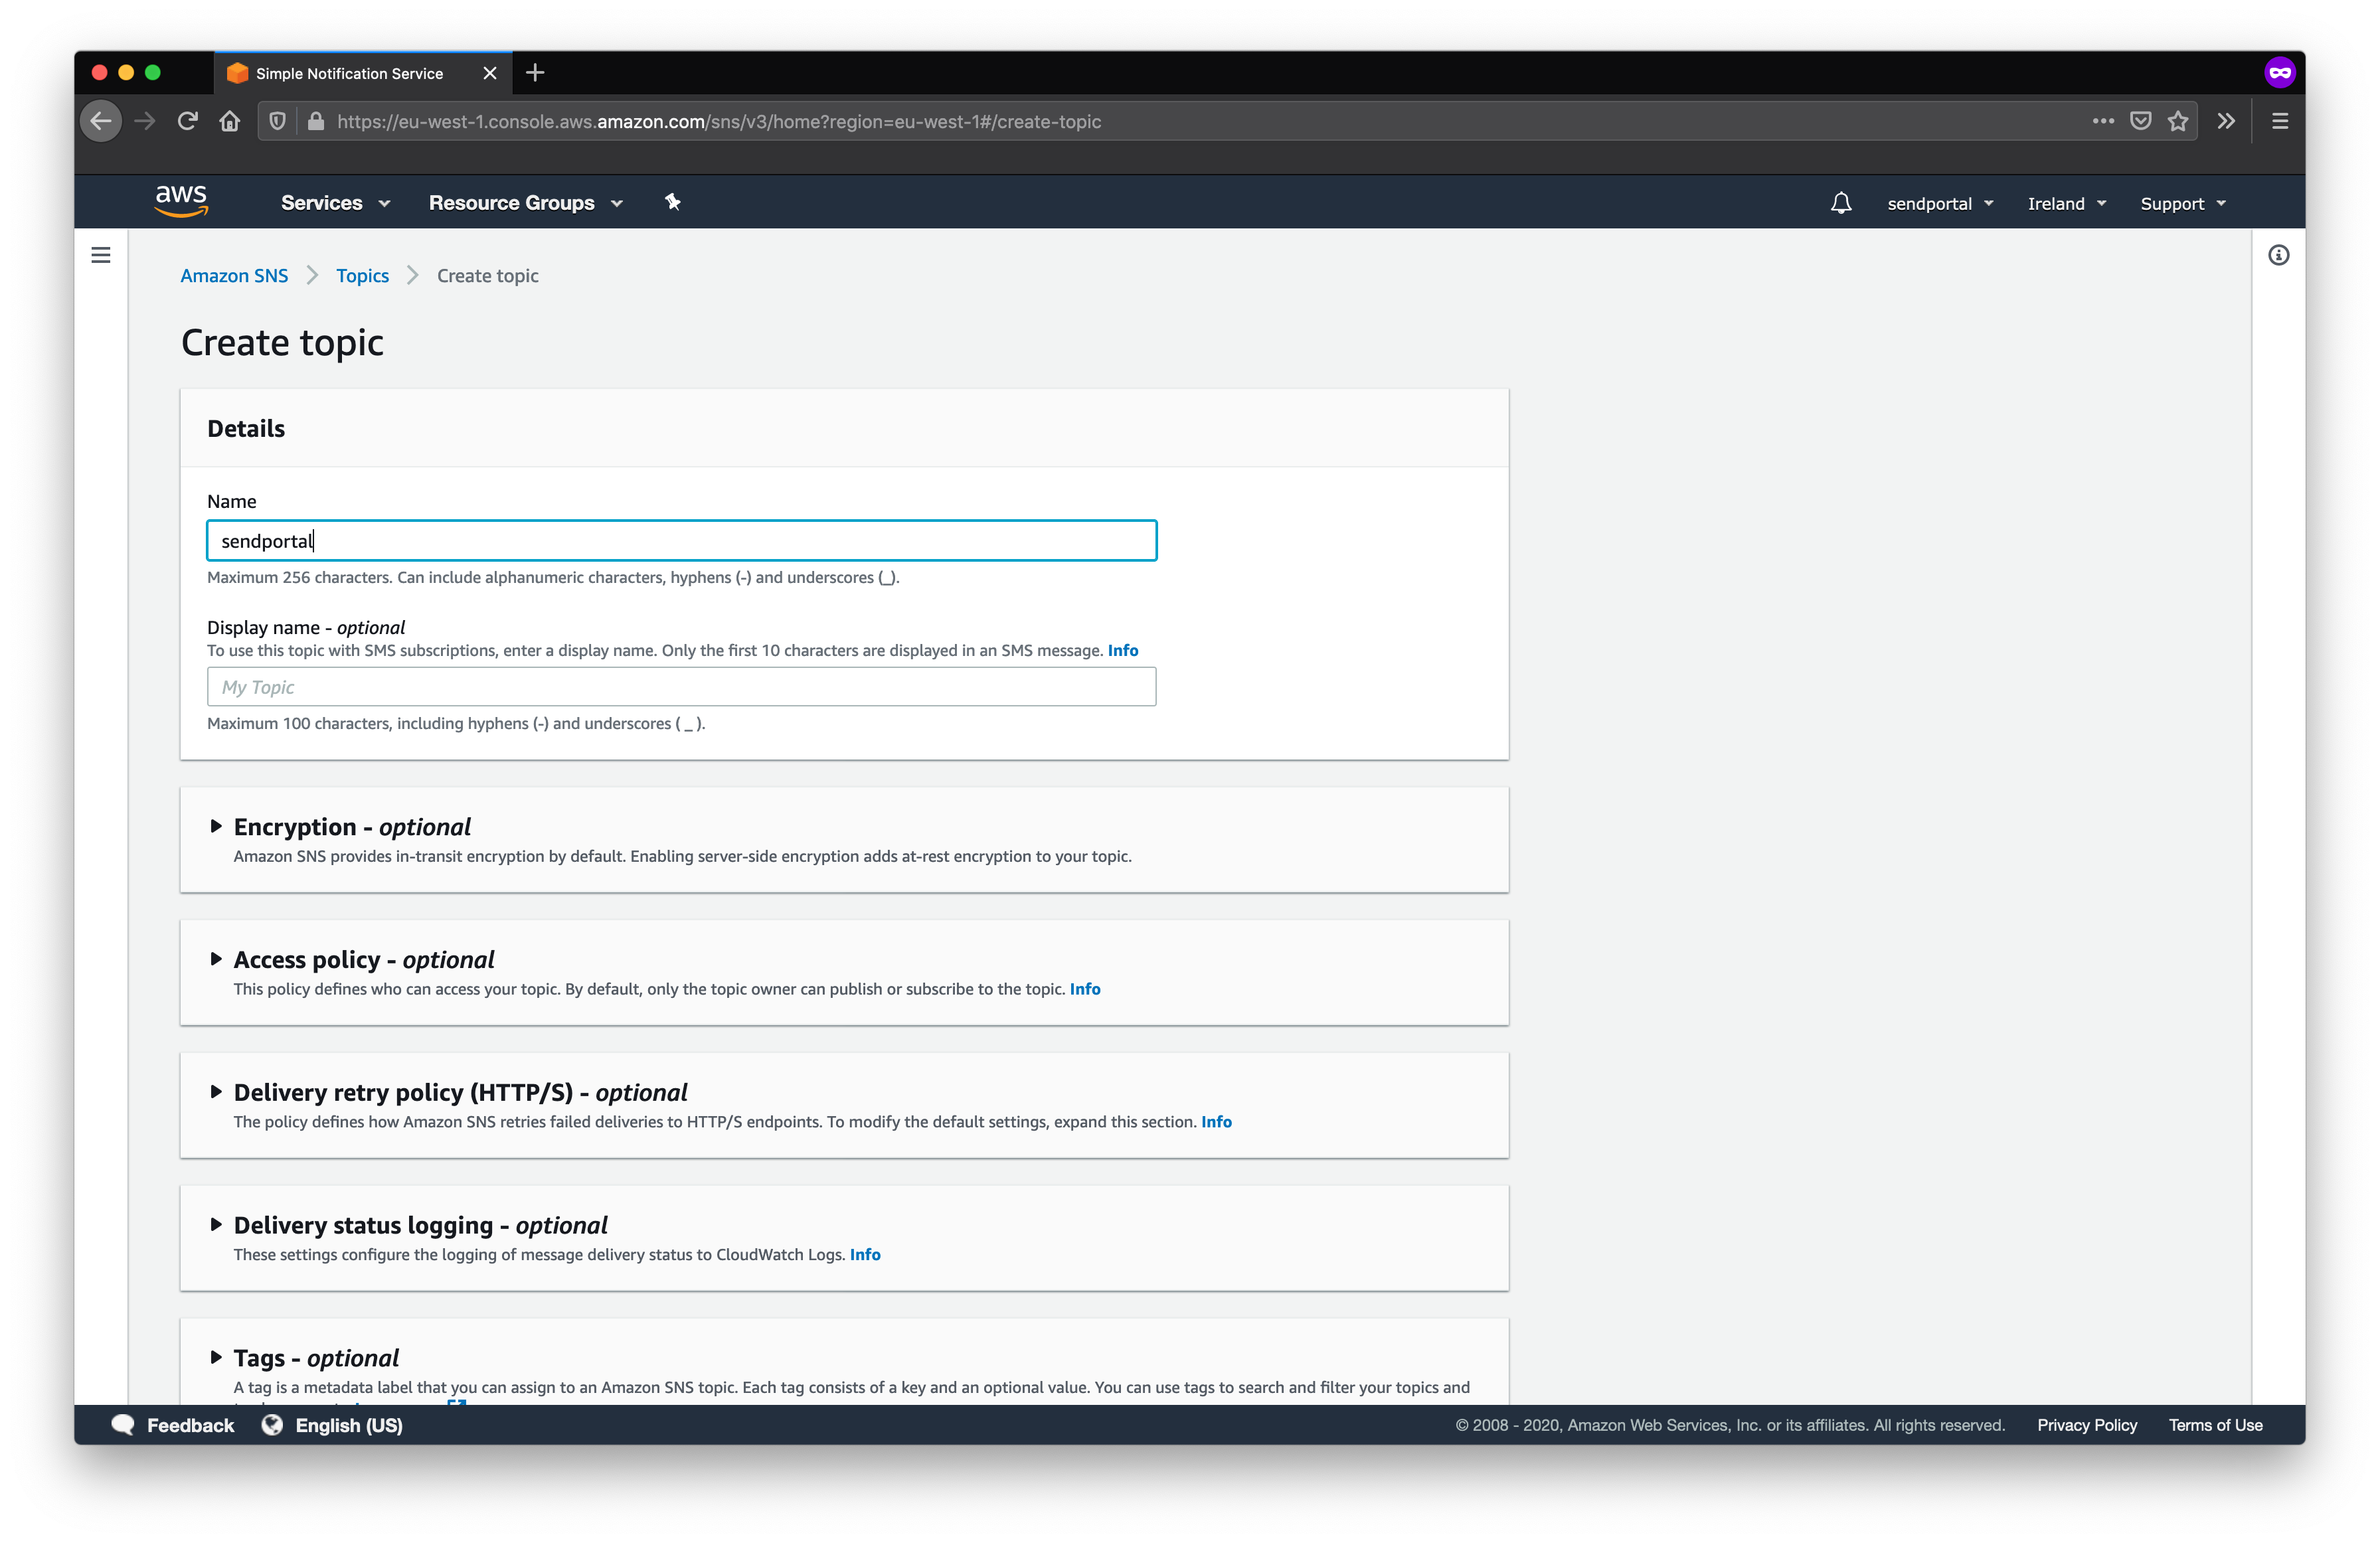 Simple Notification Service
https://eu-west-1.console.aws.amazon.com/sns/v3/home?region=eu-west-1#/create-topic
aws Services Resource Groups sendportal Ireland Support
Amazon SNS Topics Create topic
Create topic
Details
Name
sendportal
Maximum 256 characters. Can include alphanumeric characters, hyphens (-) and underscores (_).
Display name - optional
To use this topic with SMS subscriptions, enter a display name. Only the first 10 characters are displayed in an SMS message. Info
My Topic
Maximum 100 characters, including hyphens (-) and underscores ( _ ).
Encryption - optional
Amazon SNS provides in-transit encryption by default. Enabling server-side encryption adds at-rest encryption to your topic.
Access policy - optional
This policy defines who can access your topic. By default, only the topic owner can publish or subscribe to the topic. Info
Delivery retry policy (HTTP/S) - optional
The policy defines how Amazon SNS retries failed deliveries to HTTP/S endpoints. To modify the default settings, expand this section. Info
Delivery status logging - optional
These settings configure the logging of message delivery status to CloudWatch Logs. Info
Tags - optional
A tag is a metadata label that you can assign to an Amazon SNS topic. Each tag consists of a key and an optional value. You can use tags to search and filter your topics and
Feedback English (US) © 2008 - 2020, Amazon Web Services, Inc. or its affiliates. All rights reserved. Privacy Policy Terms of Use